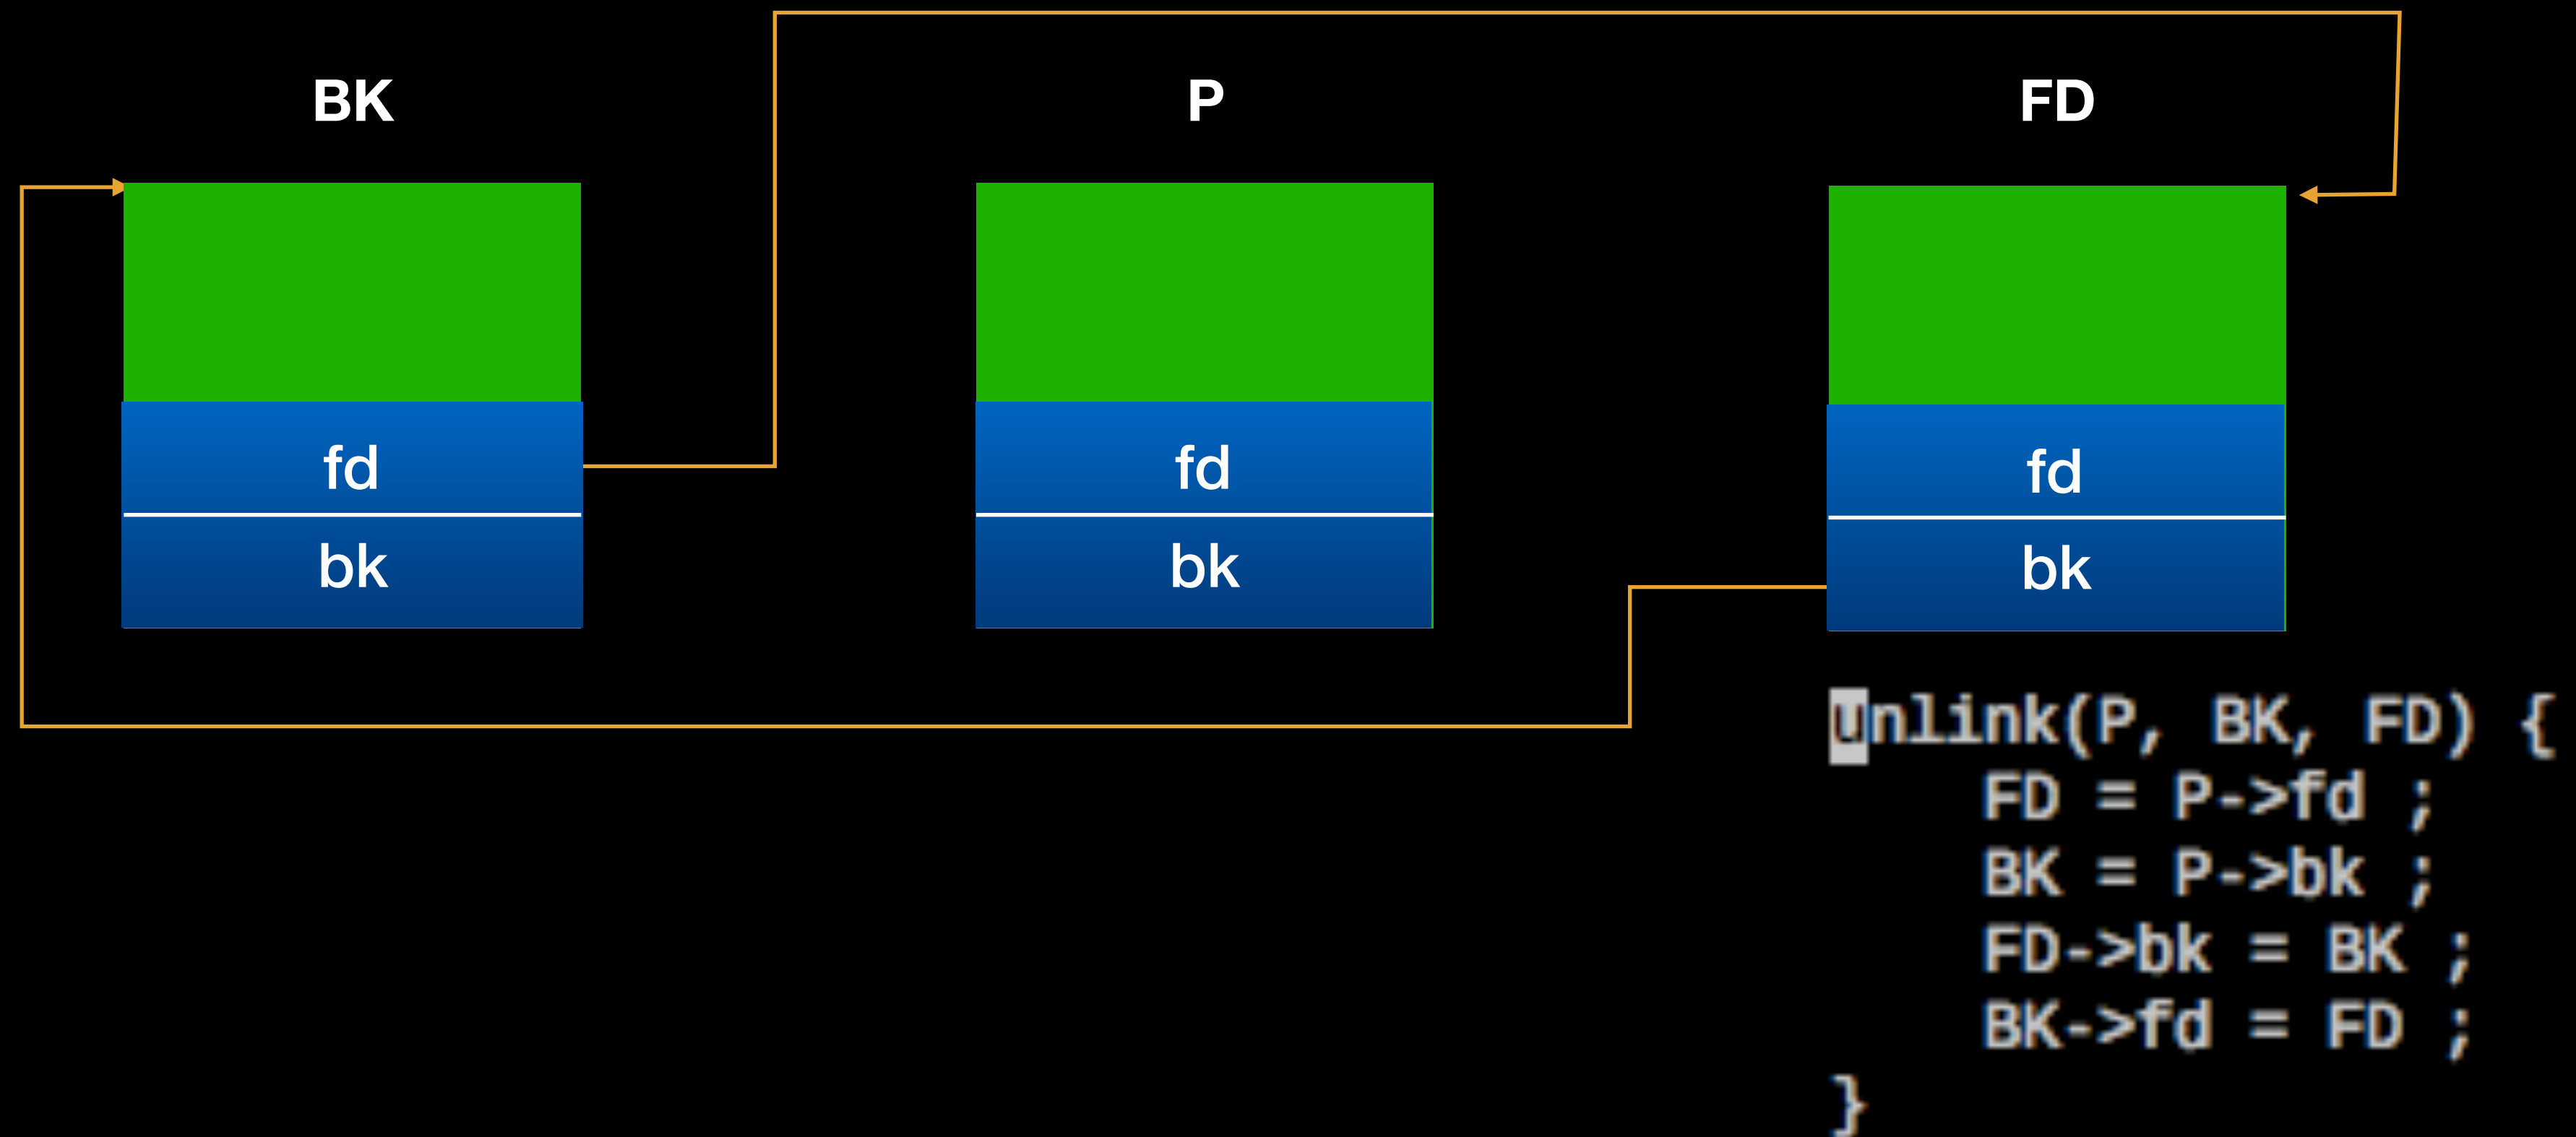 BK
P
FD
fd
bk
fd
bk
fd
bk
unlink(P, BK, FD) {
FD = P->fd ;
BK = P->bk ;
FD->bk = BK ;
BK->fd = FD ;
}